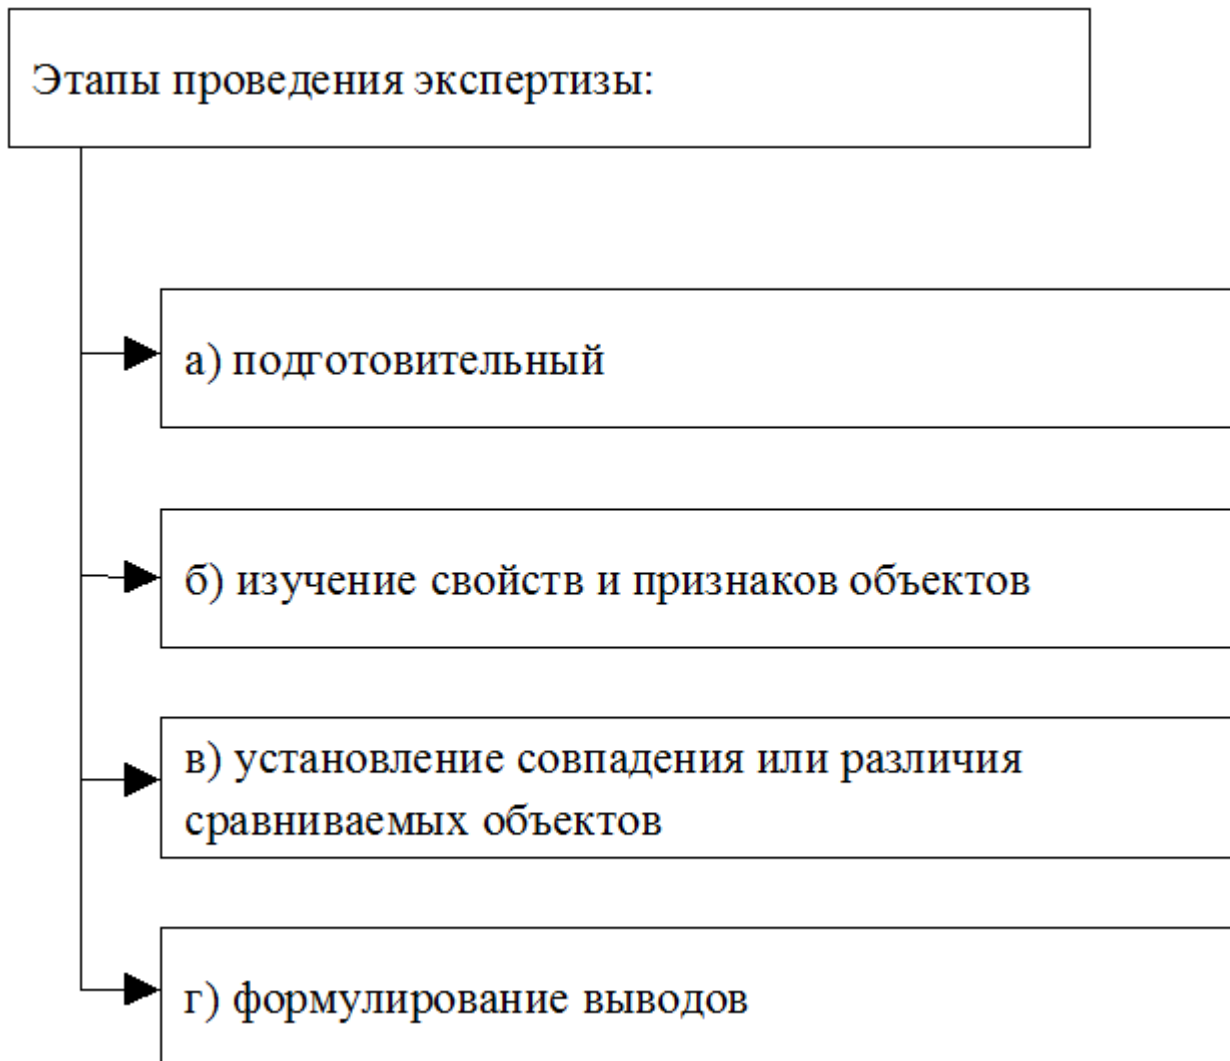 Этапы проведения экспертизы:
а) подготовительный
б) изучение свойств и признаков объектов
в) установление совпадения или различия
сравниваемых объектов
г) формулирование выводов